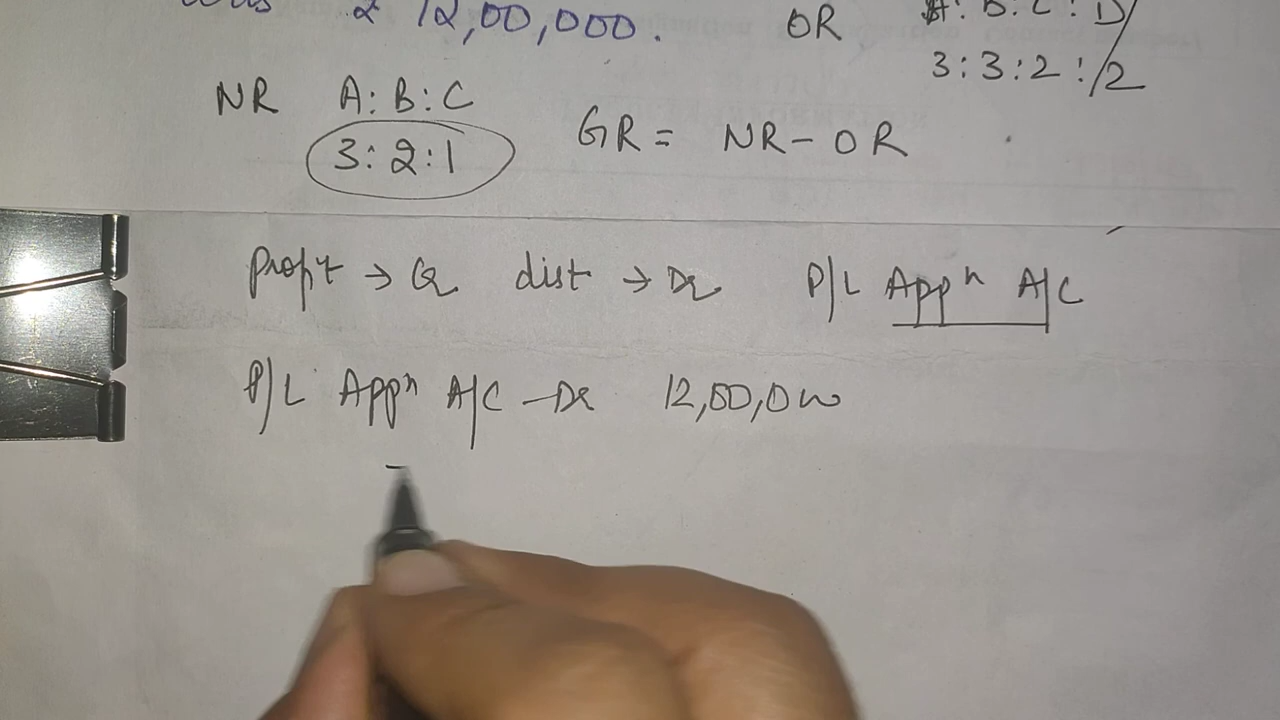 ₹ 12,00,000. OR A: B: C: D
3:3:2:2
NR A:B:C
3:2:1 GR = NR - OR
Profit → Cr dist → Dr P/L Appⁿ A/C
P/L Appⁿ A/C - Dr 12,00,000